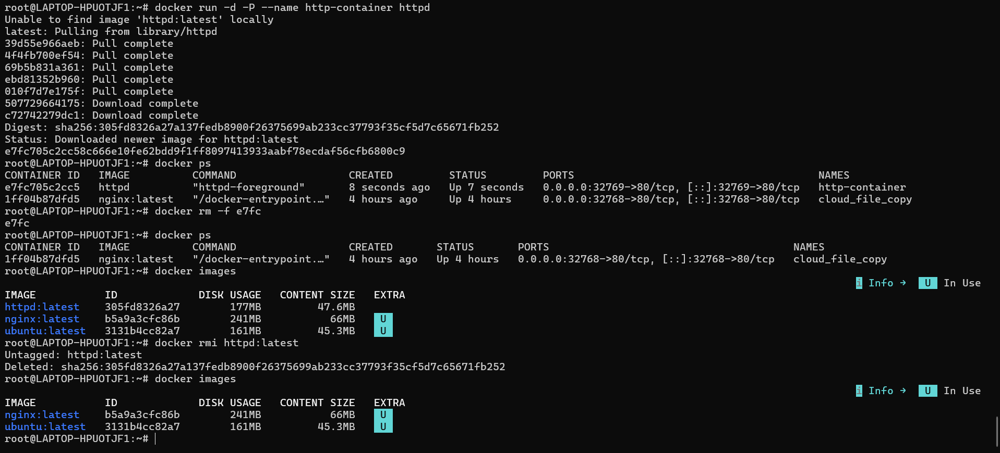 root@LAPTOP-HPUOTJF1:~# docker run -d -P --name http-container httpd
Unable to find image 'httpd:latest' locally
latest: Pulling from library/httpd
39d55e966aeb: Pull complete
4f4fb700ef54: Pull complete
69b5b831a361: Pull complete
ebd81352b960: Pull complete
010f7d7e175f: Pull complete
507729664175: Download complete
c72742279dc1: Download complete
Digest: sha256:305fd8326a27a137fedb8900f26375699ab233cc37793f35cf5d7c65671fb252
Status: Downloaded newer image for httpd:latest
e7fc705c2cc58c666e10fe62bdd9f1ff8097413933aabf78ecdaf56cfb6800c9
root@LAPTOP-HPUOTJF1:~# docker ps
CONTAINER ID   IMAGE          COMMAND                  CREATED         STATUS         PORTS                                       NAMES
e7fc705c2cc5   httpd          "httpd-foreground"       8 seconds ago   Up 7 seconds   0.0.0.0:32769->80/tcp, [::]:32769->80/tcp   http-container
1ff04b87dfd5   nginx:latest   "/docker-entrypoint.…"   4 hours ago     Up 4 hours     0.0.0.0:32768->80/tcp, [::]:32768->80/tcp   cloud_file_copy
root@LAPTOP-HPUOTJF1:~# docker rm -f e7fc
e7fc
root@LAPTOP-HPUOTJF1:~# docker ps
CONTAINER ID   IMAGE          COMMAND                  CREATED       STATUS       PORTS                                       NAMES
1ff04b87dfd5   nginx:latest   "/docker-entrypoint.…"   4 hours ago   Up 4 hours   0.0.0.0:32768->80/tcp, [::]:32768->80/tcp   cloud_file_copy
root@LAPTOP-HPUOTJF1:~# docker images
i Info →   U  In Use
IMAGE           ID             DISK USAGE   CONTENT SIZE   EXTRA
httpd:latest    305fd8326a27        177MB         47.6MB
nginx:latest    b5a9a3cfc86b        241MB           66MB    U
ubuntu:latest   3131b4cc82a7        161MB         45.3MB    U
root@LAPTOP-HPUOTJF1:~# docker rmi httpd:latest
Untagged: httpd:latest
Deleted: sha256:305fd8326a27a137fedb8900f26375699ab233cc37793f35cf5d7c65671fb252
root@LAPTOP-HPUOTJF1:~# docker images
i Info →   U  In Use
IMAGE           ID             DISK USAGE   CONTENT SIZE   EXTRA
nginx:latest    b5a9a3cfc86b        241MB           66MB    U
ubuntu:latest   3131b4cc82a7        161MB         45.3MB    U
root@LAPTOP-HPUOTJF1:~#